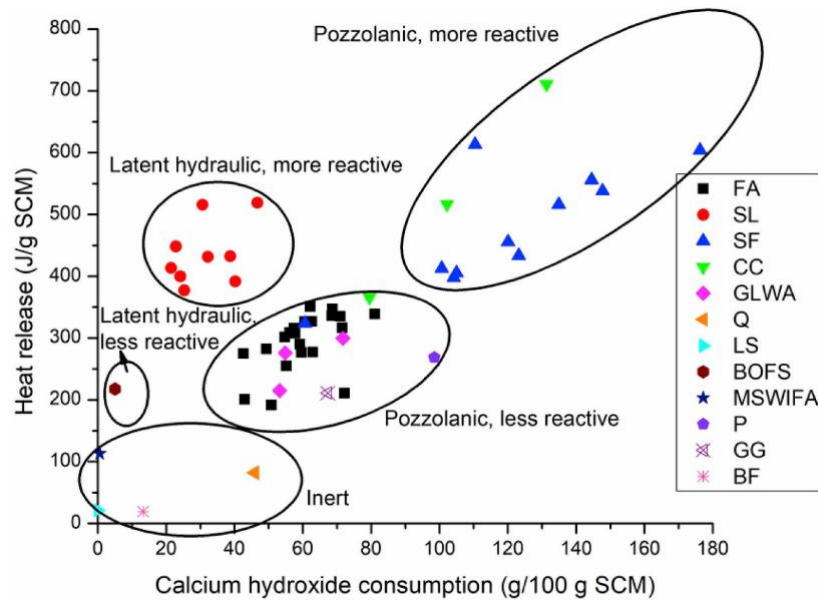 Pozzolanic, more reactive
Latent hydraulic, more reactive
Latent hydraulic,
less reactive
Pozzolanic, less reactive
Inert
Heat release (J/g SCM)
800
700
600
500
400
300
200
100
0
0 20 40 60 80 100 120 140 160 180
Calcium hydroxide consumption (g/100 g SCM)
FA
SL
SF
CC
GLWA
Q
LS
BOFS
MSWIFA
P
GG
BF